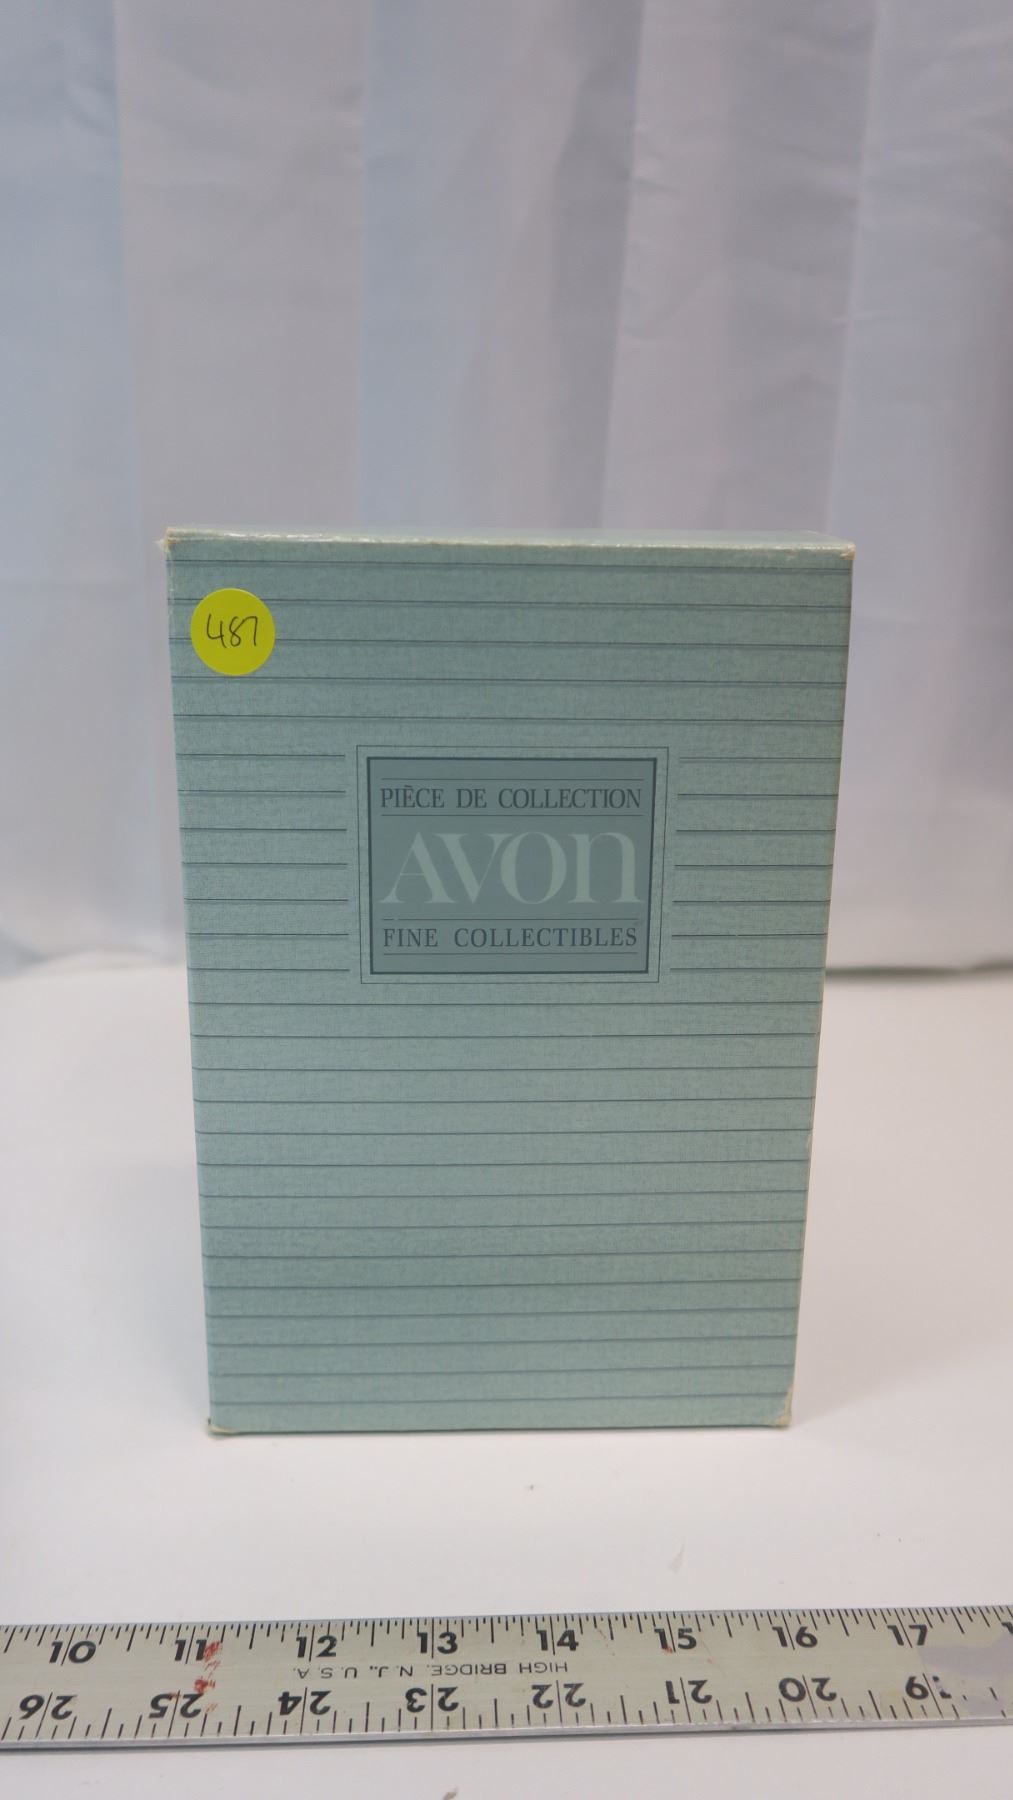 487
PIÈCE DE COLLECTION
AVON
FINE COLLECTIBLES
10 11 12 13 14 15 16 17
HIGH BRIDGE, N.J., U.S.A.
26 25 24 23 22 21 20 19